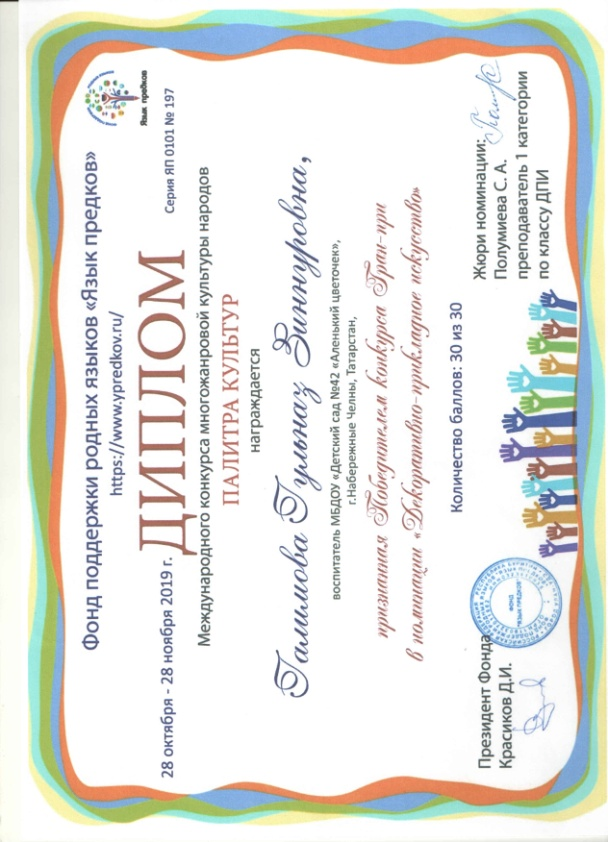 Фонд поддержки родных языков «Язык предков»
https://www.ypredkov.ru/
Язык предков
28 октября - 28 ноября 2019 г.
ДИПЛОМ
Серия ЯП 0101 № 197
Международного конкурса многожанровой культуры народов
ПАЛИТРА КУЛЬТУР
награждается
Галимова Гульназ Зиннуровна,
воспитатель МБДОУ «Детский сад №42 «Аленький цветочек»,
г.Набережные Челны, Татарстан,
признанная Победителем конкурса Гран-при
в номинации «Декоративно-прикладное искусство»
Количество баллов: 30 из 30
Президент Фонда
Красиков Д.И.
ФОНД
"ЯЗЫК ПРЕДКОВ"
Жюри номинации:
Полумиева С. А.
преподаватель 1 категории
по классу ДПИ